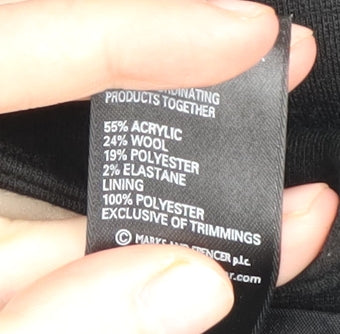 PRODUCTS TOGETHER
55% ACRYLIC
24% WOOL
19% POLYESTER
2% ELASTANE
LINING
100% POLYESTER
EXCLUSIVE OF TRIMMINGS
© MARKS AND SPENCER p.l.c.